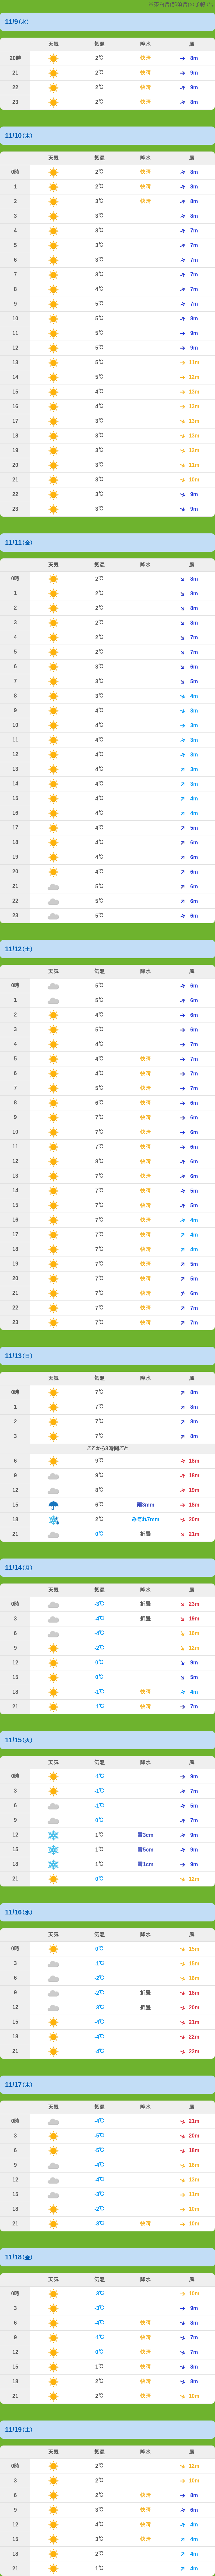 11/9(水)
天気 気温 降水 風
20時 2℃ 快晴 8m
21 2℃ 快晴 9m
22 2℃ 快晴 8m
23 2℃ 快晴 8m
11/10(木)
天気 気温 降水 風
0時 2℃ 快晴 8m
1 2℃ 快晴 8m
2 3℃ 快晴 8m
3 3℃ 8m
4 3℃ 7m
5 3℃ 7m
6 3℃ 7m
7 3℃ 7m
8 4℃ 7m
9 5℃ 7m
10 5℃ 8m
11 5℃ 9m
12 5℃ 9m
13 5℃ 11m
14 5℃ 12m
15 4℃ 13m
16 4℃ 13m
17 3℃ 13m
18 3℃ 13m
19 3℃ 12m
20 3℃ 11m
21 3℃ 10m
22 3℃ 9m
23 3℃ 9m
11/11(金)
天気 気温 降水 風
0時 2℃ 8m
1 2℃ 8m
2 2℃ 8m
3 2℃ 8m
4 2℃ 7m
5 2℃ 7m
6 3℃ 6m
7 3℃ 5m
8 3℃ 4m
9 4℃ 3m
10 4℃ 3m
11 4℃ 3m
12 4℃ 3m
13 4℃ 3m
14 4℃ 3m
15 4℃ 4m
16 4℃ 4m
17 4℃ 5m
18 4℃ 6m
19 4℃ 6m
20 4℃ 6m
21 5℃ 6m
22 5℃ 6m
23 5℃ 6m
11/12(土)
天気 気温 降水 風
0時 5℃ 6m
1 5℃ 6m
2 4℃ 6m
3 5℃ 6m
4 4℃ 7m
5 4℃ 快晴 7m
6 4℃ 快晴 7m
7 5℃ 快晴 7m
8 6℃ 快晴 6m
9 7℃ 快晴 6m
10 7℃ 快晴 6m
11 7℃ 快晴 6m
12 8℃ 快晴 6m
13 7℃ 快晴 6m
14 7℃ 快晴 5m
15 7℃ 快晴 5m
16 7℃ 快晴 4m
17 7℃ 快晴 4m
18 7℃ 快晴 4m
19 7℃ 快晴 5m
20 7℃ 快晴 5m
21 7℃ 快晴 6m
22 7℃ 快晴 7m
23 7℃ 快晴 7m
11/13(日)
天気 気温 降水 風
0時 7℃ 8m
1 7℃ 8m
2 7℃ 8m
3 7℃ 8m
ここから3時間ごと
6 9℃ 18m
9 9℃ 18m
12 8℃ 19m
15 6℃ 雨3mm 18m
18 2℃ みぞれ7mm 20m
21 0℃ 折曇 21m
11/14(月)
天気 気温 降水 風
0時 -3℃ 折曇 23m
3 -4℃ 折曇 19m
6 -4℃ 16m
9 -2℃ 12m
12 0℃ 9m
15 0℃ 5m
18 -1℃ 快晴 4m
21 -1℃ 快晴 7m
11/15(火)
天気 気温 降水 風
0時 -1℃ 9m
3 -1℃ 7m
6 -1℃ 5m
9 0℃ 7m
12 1℃ 雪3cm 9m
15 1℃ 雪5cm 9m
18 1℃ 雪1cm 9m
21 0℃ 12m
11/16(水)
天気 気温 降水 風
0時 0℃ 15m
3 -1℃ 15m
6 -2℃ 16m
9 -2℃ 折曇 18m
12 -3℃ 折曇 20m
15 -4℃ 21m
18 -4℃ 22m
21 -4℃ 22m
11/17(木)
天気 気温 降水 風
0時 -4℃ 21m
3 -5℃ 20m
6 -5℃ 18m
9 -4℃ 16m
12 -4℃ 13m
15 -3℃ 11m
18 -2℃ 10m
21 -3℃ 快晴 10m
11/18(金)
天気 気温 降水 風
0時 -3℃ 10m
3 -3℃ 9m
6 -4℃ 快晴 8m
9 -1℃ 快晴 7m
12 0℃ 快晴 7m
15 1℃ 快晴 8m
18 2℃ 快晴 8m
21 2℃ 快晴 10m
11/19(土)
天気 気温 降水 風
0時 2℃ 12m
3 2℃ 10m
6 2℃ 快晴 8m
9 3℃ 快晴 6m
12 4℃ 快晴 4m
15 3℃ 快晴 4m
18 2℃ 4m
21 1℃ 4m